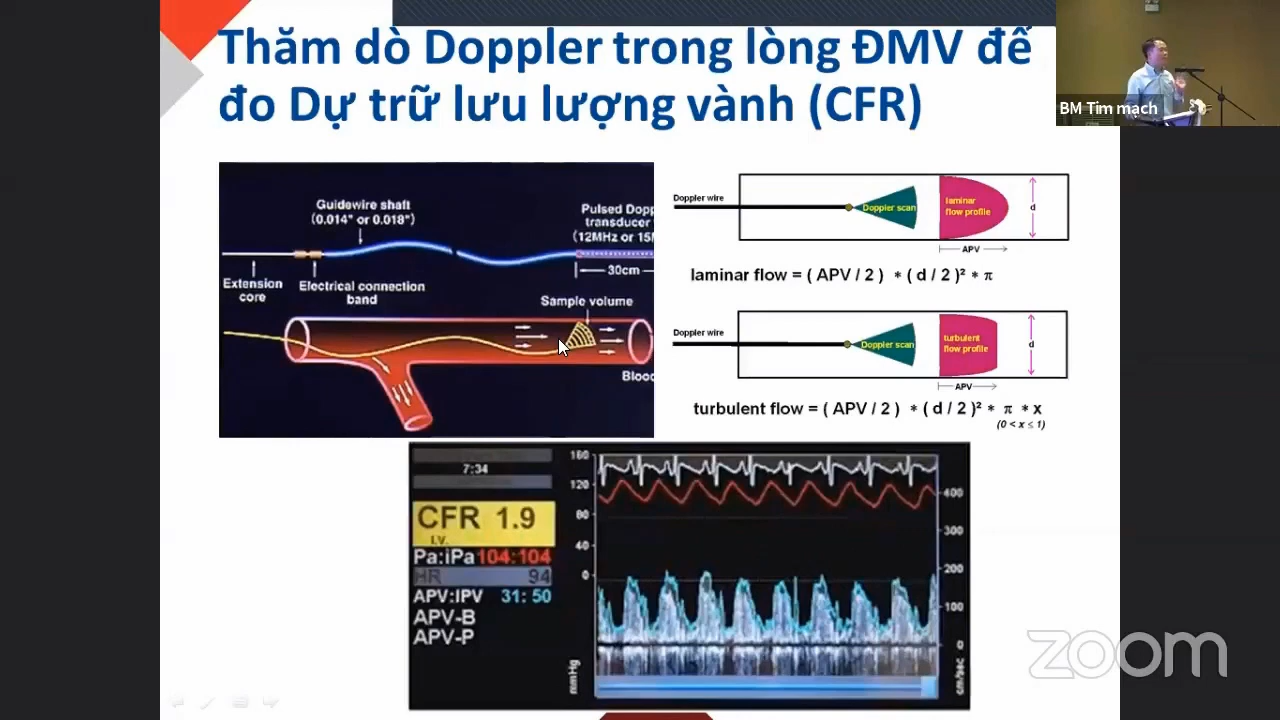 Thăm dò Doppler trong lòng ĐMV để
đo Dự trữ lưu lượng vành (CFR)
BM Tim mạch
Guidewire shaft
(0.014" or 0.018")
Pulsed Dopp
transducer
(12MHz or 15M
30cm
Extension
core
Electrical connection
band
Sample volume
Blood
Doppler wire
Doppler scan
laminar
flow profile
d
APV
laminar flow = ( APV / 2 ) * ( d / 2 )² * π
Doppler wire
Doppler scan
turbulent
flow profile
d
APV
turbulent flow = ( APV / 2 ) * ( d / 2 )² * π * x
(0 < x ≤ 1)
7:34
CFR 1.9
I.V.
Pa:iPa 104:104
HR 94
APV:IPV 31: 50
APV-B
APV-P
160
120
80
40
0
mmHg
400
300
200
100
0
cm/sec
zoom